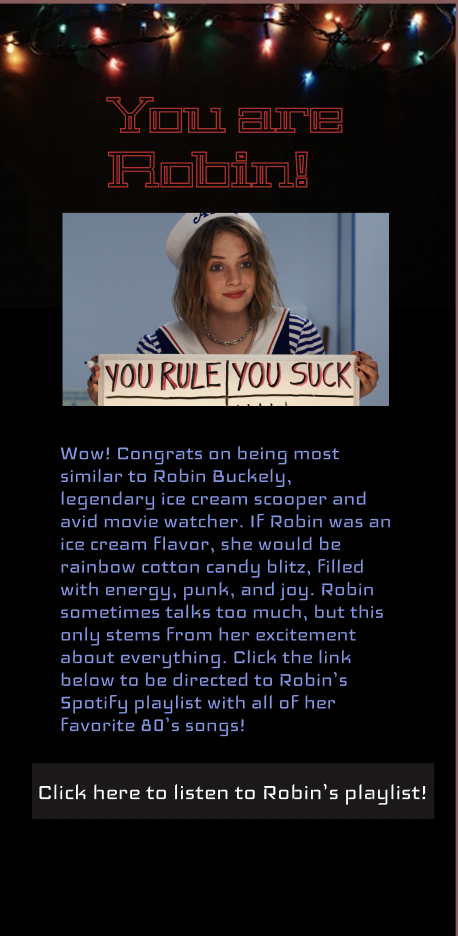 You are
Robin!
YOU RULE YOU SUCK
Wow! Congrats on being most
similar to Robin Buckely,
legendary ice cream scooper and
avid movie watcher. If Robin was an
ice cream flavor, she would be
rainbow cotton candy blitz, filled
with energy, punk, and joy. Robin
sometimes talks too much, but this
only stems from her excitement
about everything. Click the link
below to be directed to Robin's
Spotify playlist with all of her
favorite 80's songs!
Click here to listen to Robin's playlist!